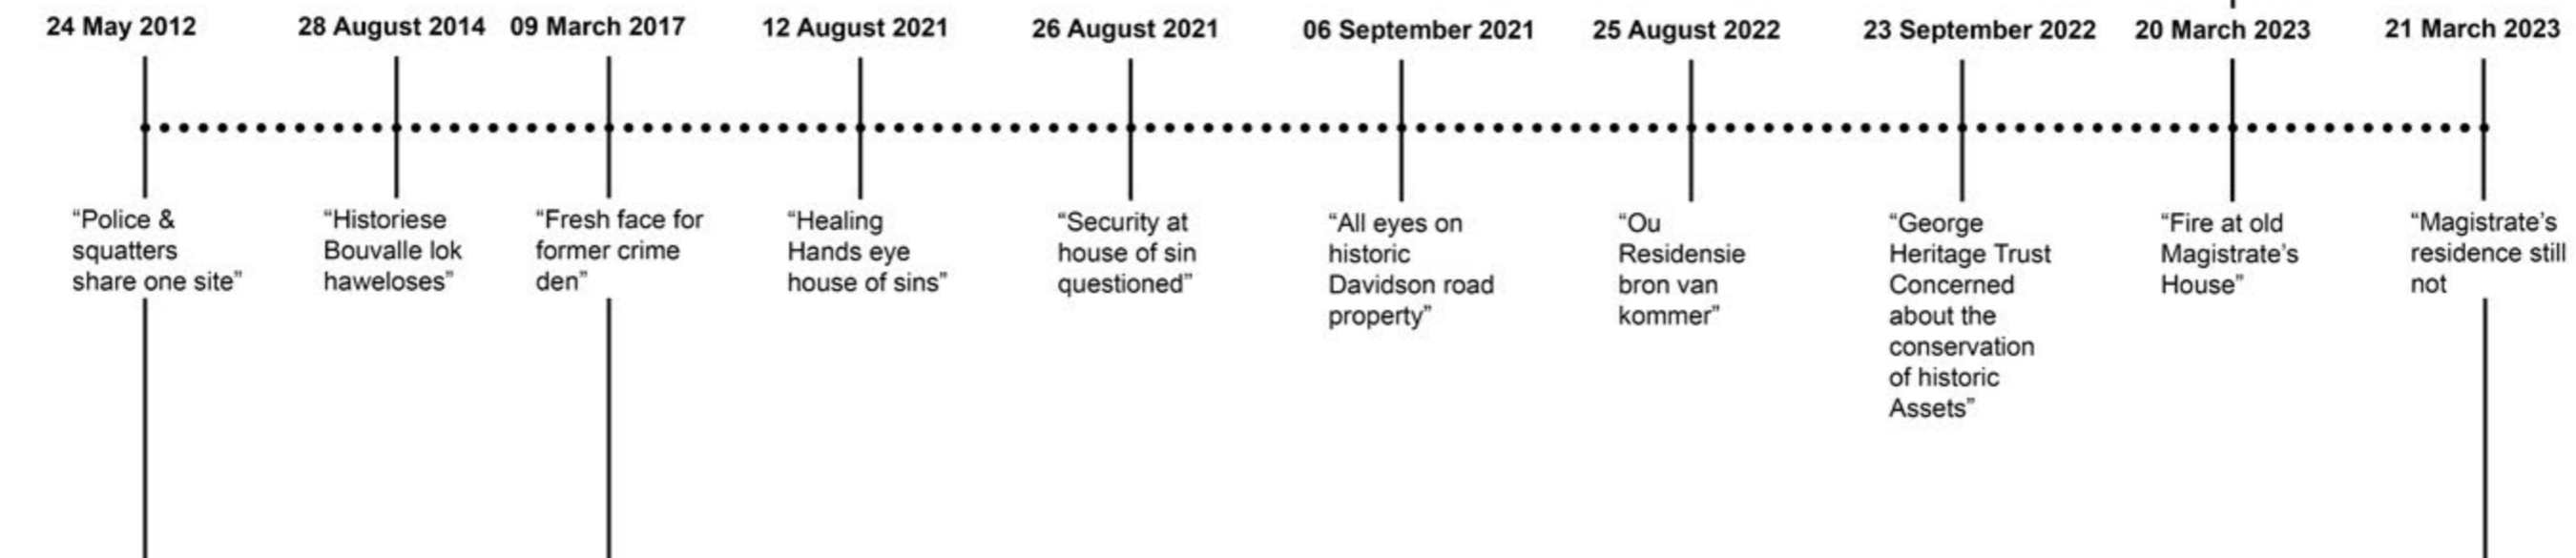 24 May 2012
28 August 2014
09 March 2017
12 August 2021
26 August 2021
06 September 2021
25 August 2022
23 September 2022
20 March 2023
21 March 2023
“Police &
squatters
share one site”
“Historiese
Bouvalle lok
haweloses”
“Fresh face for
former crime
den”
“Healing
Hands eye
house of sins”
“Security at
house of sin
questioned”
“All eyes on
historic
Davidson road
property”
“Ou
Residensie
bron van
kommer”
“George
Heritage Trust
Concerned
about the
conservation
of historic
Assets”
“Fire at old
Magistrate’s
House”
“Magistrate’s
residence still
not